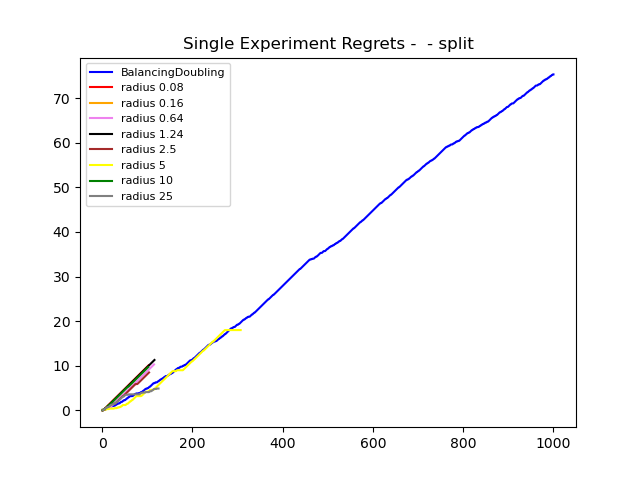 Single Experiment Regrets -  - split
BalancingDoubling
radius 0.08
radius 0.16
radius 0.64
radius 1.24
radius 2.5
radius 5
radius 10
radius 25
70
60
50
40
30
20
10
0
0 200 400 600 800 1000